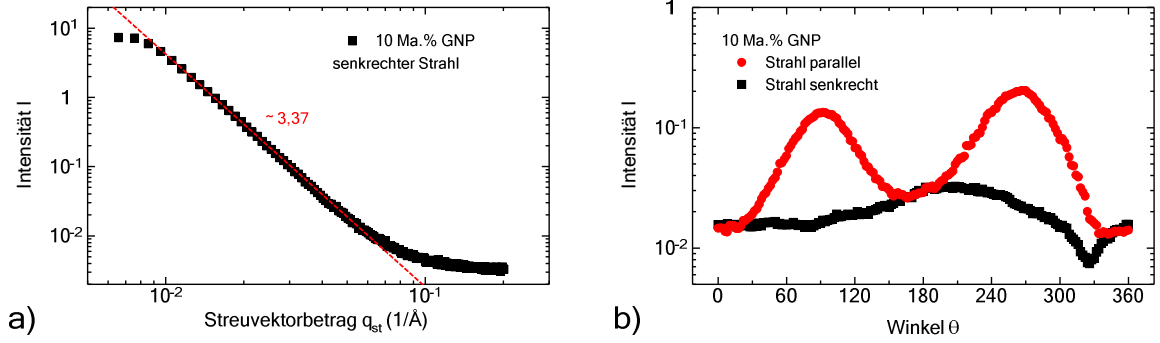 10¹
1
10⁻¹
10⁻²
10⁻²
10⁻¹
Intensität I
Streuvektorbetrag qst (1/Å)
10 Ma.% GNP
senkrechter Strahl
~ 3,37
a)
1
10⁻¹
10⁻²
0 60 120 180 240 300 360
Intensität I
Winkel θ
10 Ma.% GNP
Strahl parallel
Strahl senkrecht
b)